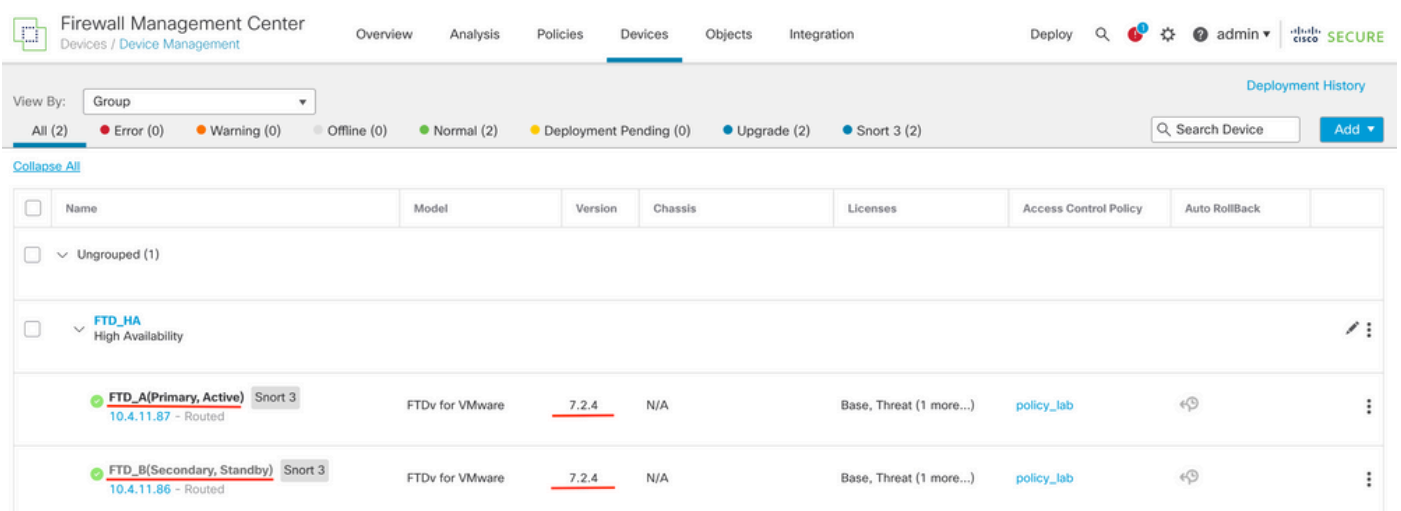 Firewall Management Center
Devices / Device Management
Overview Analysis Policies Devices Objects Integration
Deploy 1 admin cisco SECURE
Deployment History
View By: Group
All (2) Error (0) Warning (0) Offline (0) Normal (2) Deployment Pending (0) Upgrade (2) Snort 3 (2) Search Device Add
Collapse All
Name Model Version Chassis Licenses Access Control Policy Auto RollBack
Ungrouped (1)
FTD_HA
High Availability
FTD_A(Primary, Active) Snort 3
10.4.11.87 - Routed
FTDv for VMware 7.2.4 N/A Base, Threat (1 more...) policy_lab
FTD_B(Secondary, Standby) Snort 3
10.4.11.86 - Routed
FTDv for VMware 7.2.4 N/A Base, Threat (1 more...) policy_lab